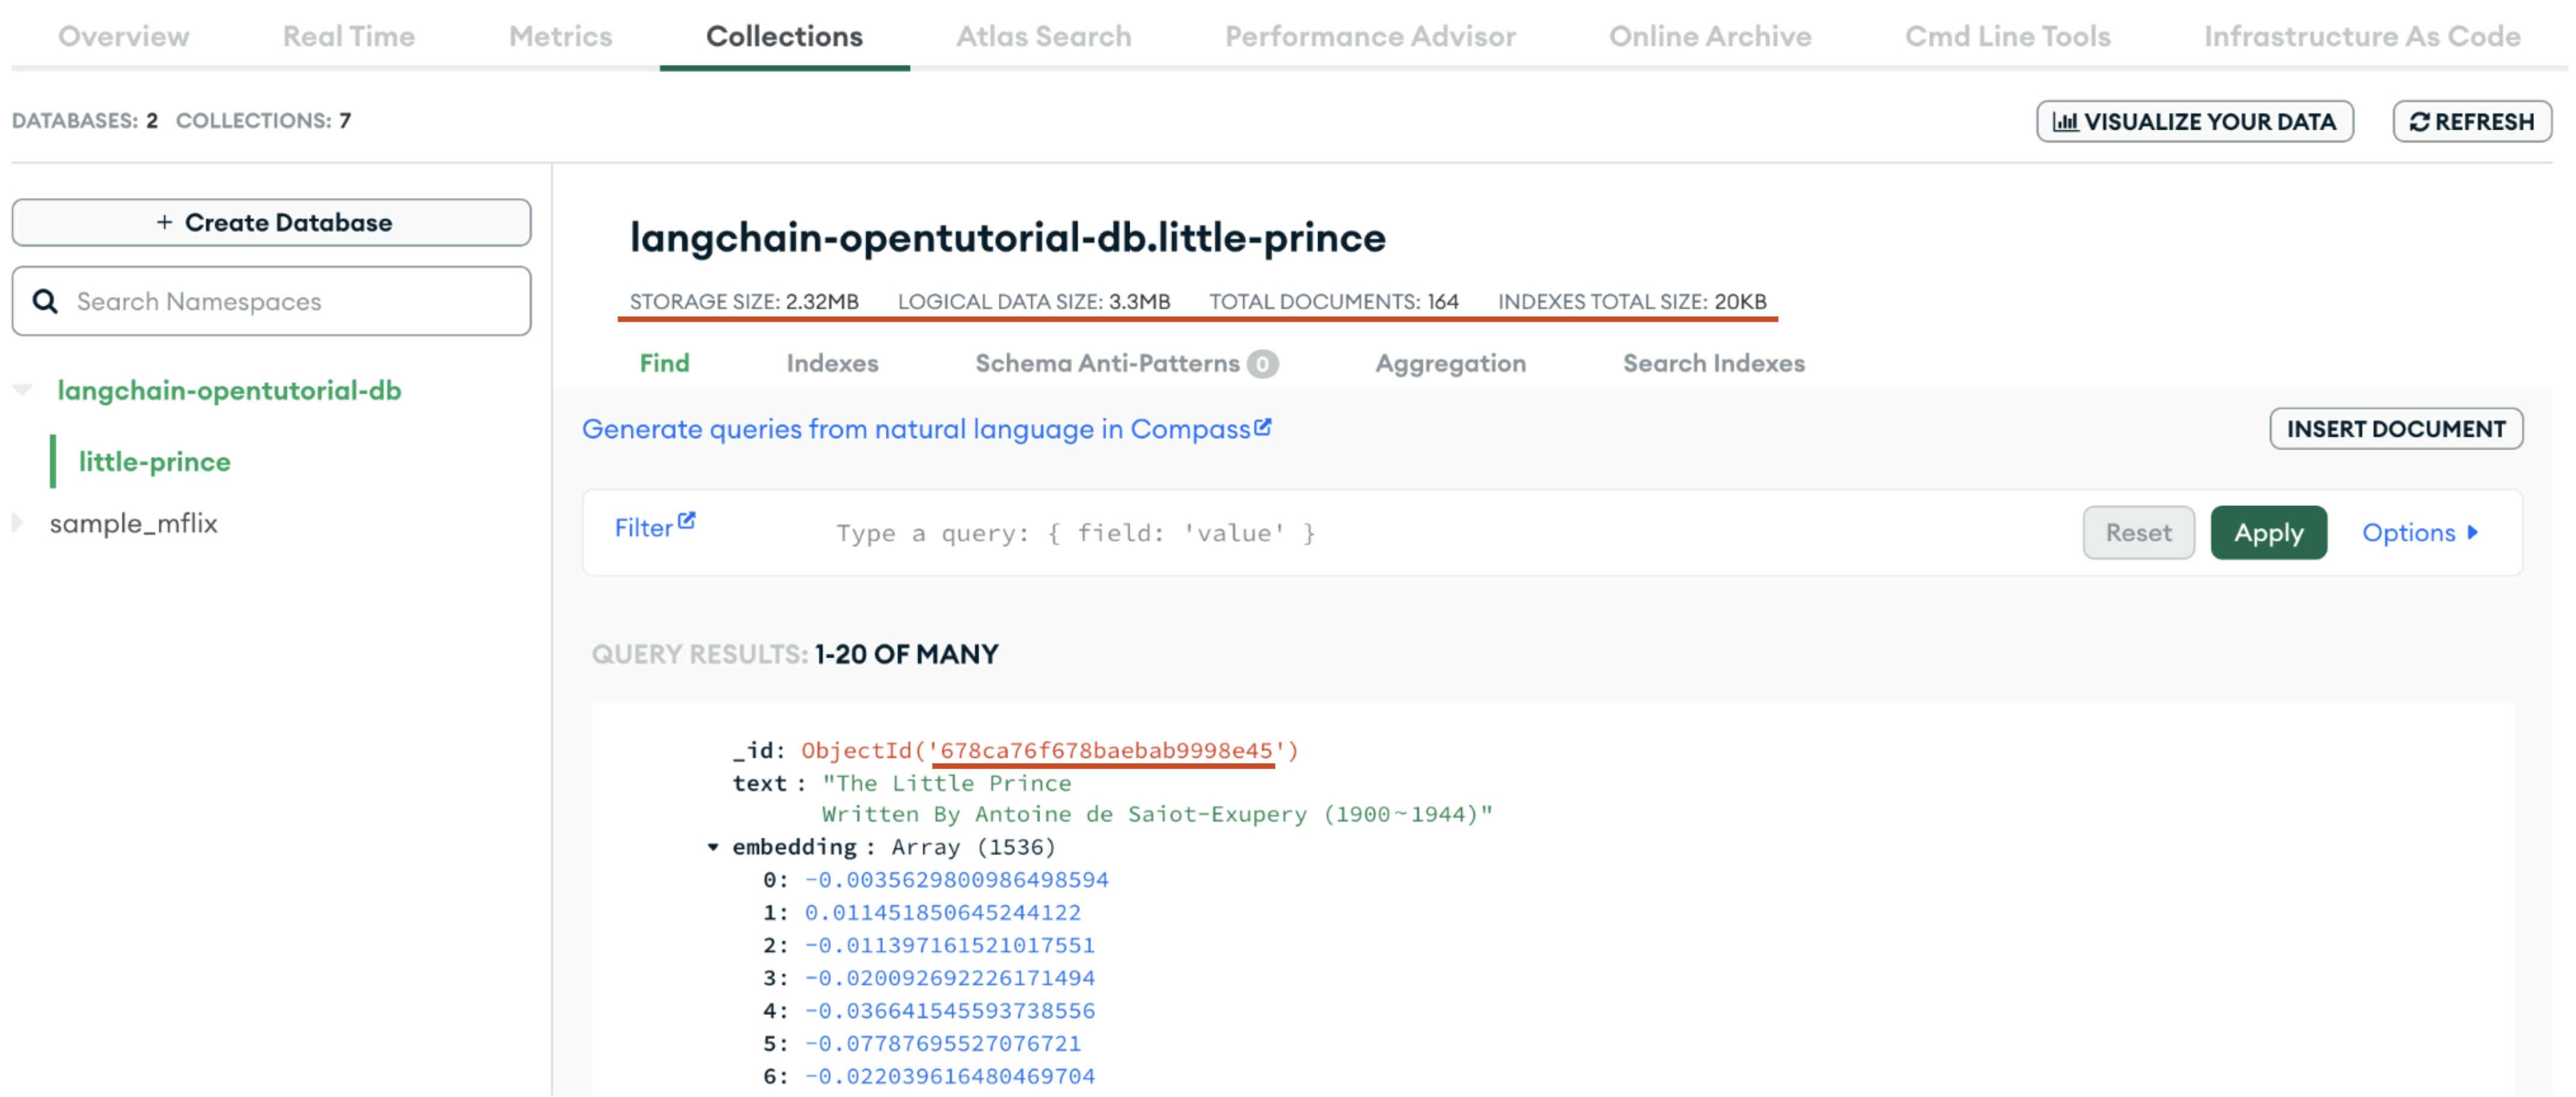 Overview Real Time Metrics Collections Atlas Search Performance Advisor Online Archive Cmd Line Tools Infrastructure As Code
DATABASES: 2 COLLECTIONS: 7
VISUALIZE YOUR DATA REFRESH
+ Create Database
Search Namespaces
langchain-opentutorial-db
little-prince
sample_mflix
langchain-opentutorial-db.little-prince
STORAGE SIZE: 2.32MB LOGICAL DATA SIZE: 3.3MB TOTAL DOCUMENTS: 164 INDEXES TOTAL SIZE: 20KB
Find Indexes Schema Anti-Patterns 0 Aggregation Search Indexes
Generate queries from natural language in Compass
INSERT DOCUMENT
Filter Type a query: { field: 'value' } Reset Apply Options
QUERY RESULTS: 1-20 OF MANY
_id: ObjectId('678ca76f678baebab9998e45')
text : "The Little Prince
Written By Antoine de Saiot-Exupery (1900~1944)"
embedding : Array (1536)
0: -0.0035629800986498594
1: 0.011451850645244122
2: -0.011397161521017551
3: -0.020092692226171494
4: -0.036641545593738556
5: -0.07787695527076721
6: -0.022039616480469704